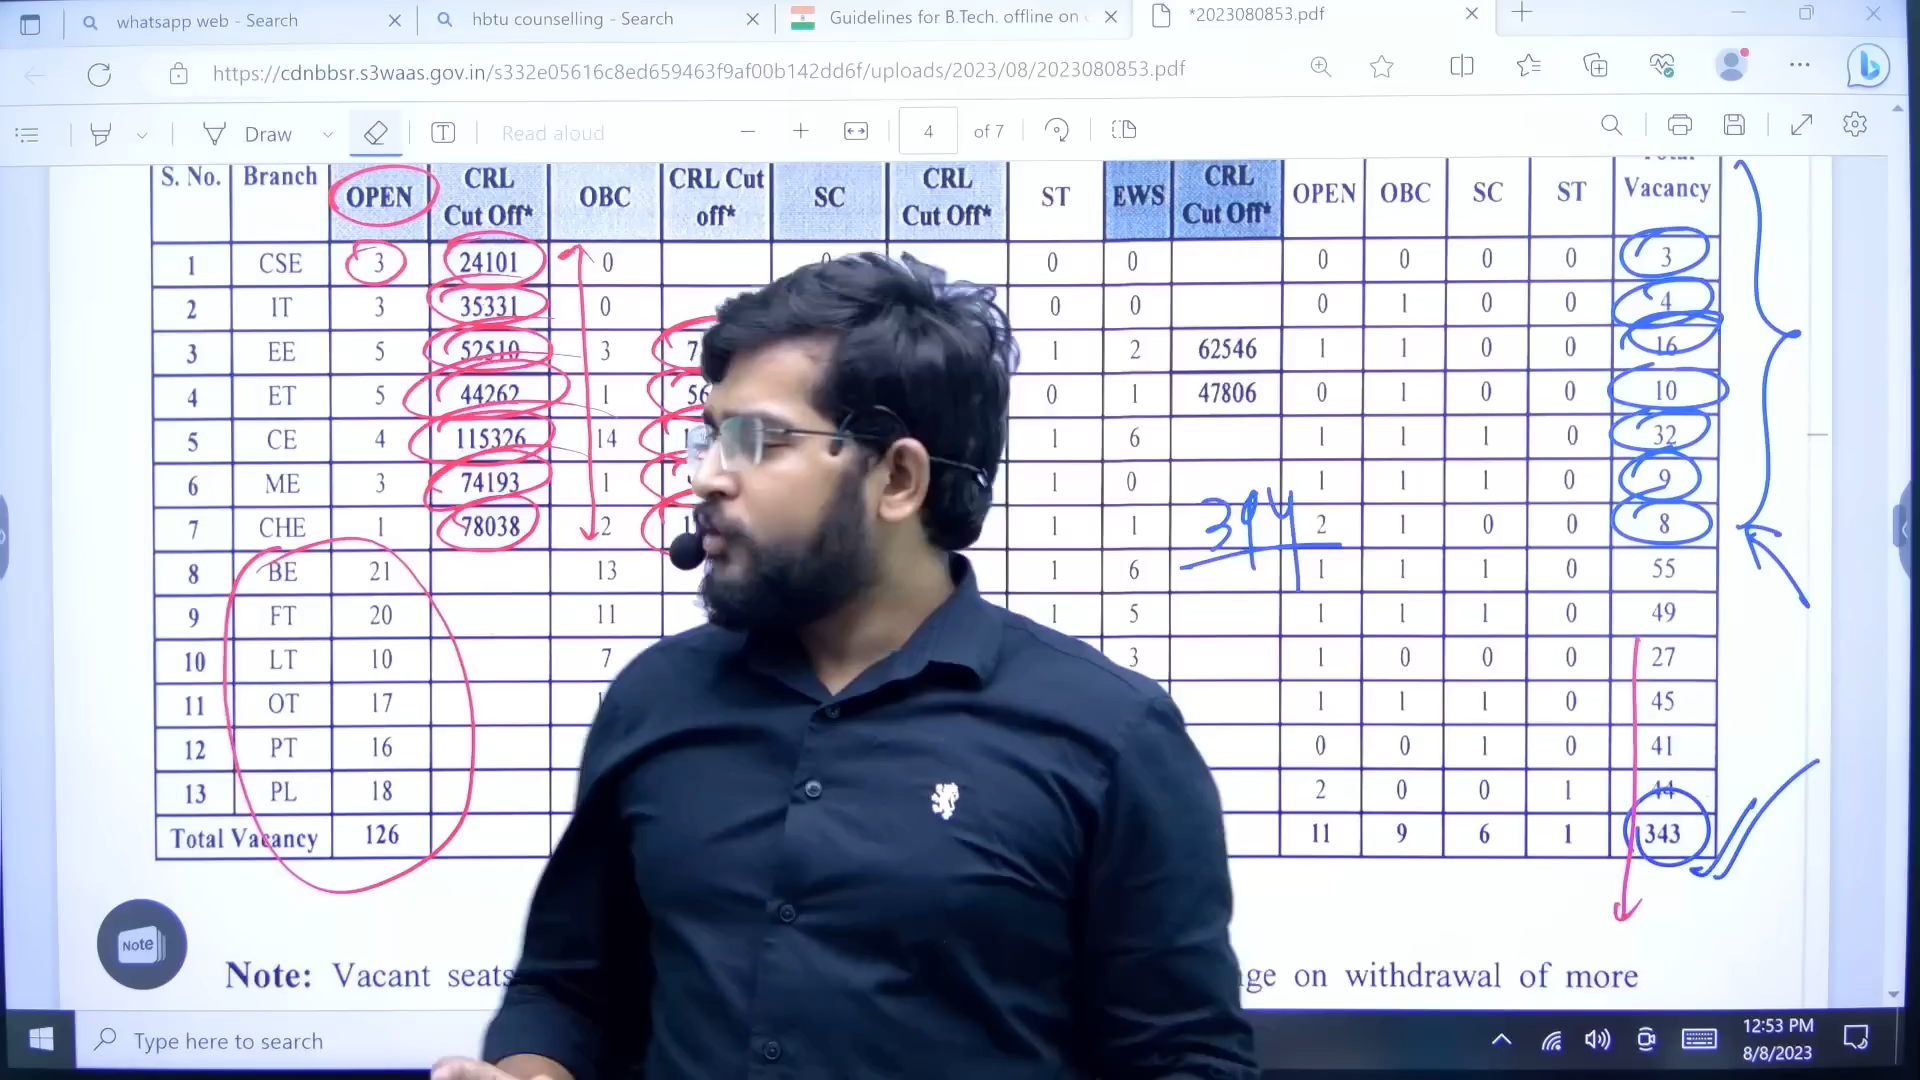 whatsapp web - Search
hbtu counselling - Search
Guidelines for B.Tech. offline on
*2023080853.pdf
https://cdnbbsr.s3waas.gov.in/s332e05616c8ed659463f9af00b142dd6f/uploads/2023/08/2023080853.pdf
Draw
T
Read aloud
4 of 7
S. No. Branch OPEN CRL Cut Off* OBC CRL Cut off* SC CRL Cut Off* ST EWS CRL Cut Off* OPEN OBC SC ST Total Vacancy
1 CSE 3 24101 0 0 0 0 0 0 0 3
2 IT 3 35331 0 0 0 0 1 0 0 4
3 EE 5 52510 3 7 1 2 62546 1 1 0 0 16
4 ET 5 44262 1 56 0 1 47806 0 1 0 0 10
5 CE 4 115326 14 1 1 6 1 1 1 0 32
6 ME 3 74193 1 1 0 1 1 1 0 9
7 CHE 1 78038 2 1 1 1 2 1 0 0 8
394
8 BE 21 13 1 6 1 1 1 0 55
9 FT 20 11 1 5 1 1 1 0 49
10 LT 10 7 3 1 0 0 0 27
11 OT 17 1 1 1 0 45
12 PT 16 0 0 1 0 41
13 PL 18 2 0 0 1 44
Total Vacancy 126 11 9 6 1 343
Note
Note: Vacant seats ge on withdrawal of more
Type here to search
12:53 PM
8/8/2023